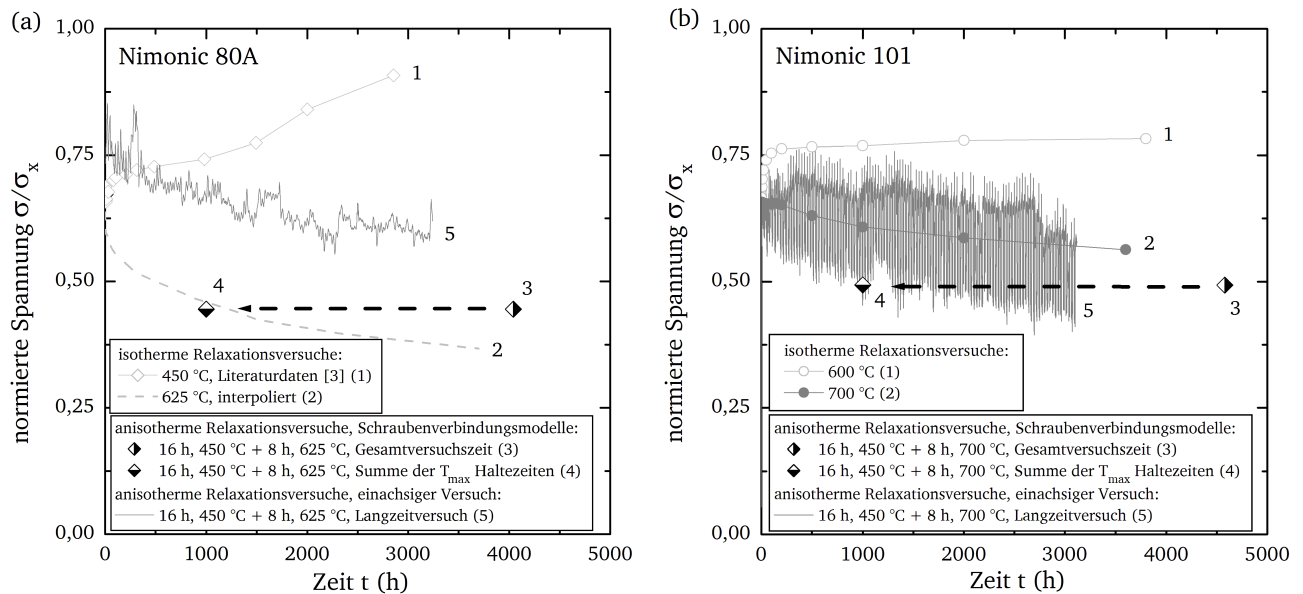 (a)
Nimonic 80A
normierte Spannung σ/σx
1,00
0,75
0,50
0,25
0,00
1
5
4
3
2
isotherme Relaxationsversuche:
450 °C, Literaturdaten [3] (1)
625 °C, interpoliert (2)
anisotherme Relaxationsversuche, Schraubenverbindungsmodelle:
16 h, 450 °C + 8 h, 625 °C, Gesamtversuchszeit (3)
16 h, 450 °C + 8 h, 625 °C, Summe der Tmax Haltezeiten (4)
anisotherme Relaxationsversuche, einachsiger Versuch:
16 h, 450 °C + 8 h, 625 °C, Langzeitversuch (5)
0 1000 2000 3000 4000 5000
Zeit t (h)
(b)
Nimonic 101
normierte Spannung σ/σx
1,00
0,75
0,50
0,25
0,00
1
2
4
5
3
isotherme Relaxationsversuche:
600 °C (1)
700 °C (2)
anisotherme Relaxationsversuche, Schraubenverbindungsmodelle:
16 h, 450 °C + 8 h, 700 °C, Gesamtversuchszeit (3)
16 h, 450 °C + 8 h, 700 °C, Summe der Tmax Haltezeiten (4)
anisotherme Relaxationsversuche, einachsiger Versuch:
16 h, 450 °C + 8 h, 700 °C, Langzeitversuch (5)
0 1000 2000 3000 4000 5000
Zeit t (h)